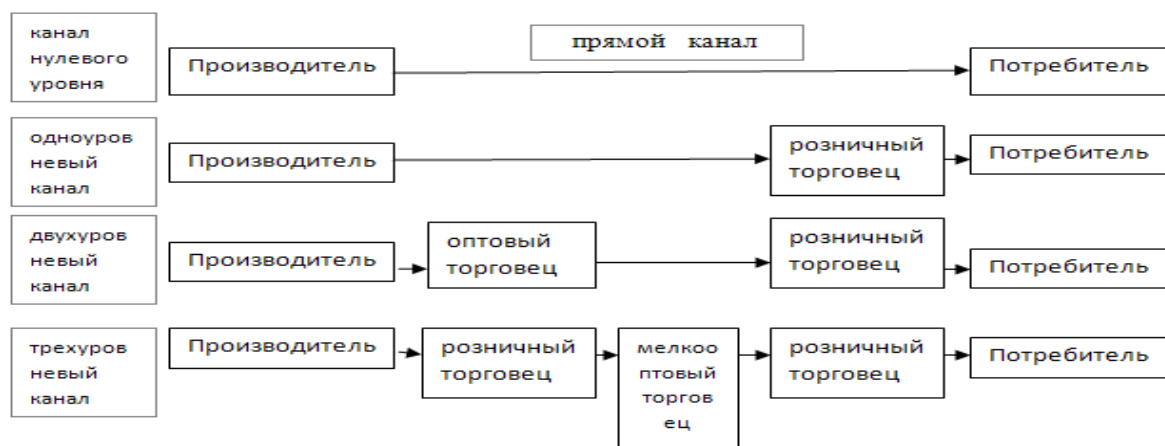 канал
нулевого
уровня
прямой канал
Производитель
Потребитель
одноуров
невый
канал
Производитель
розничный
торговец
Потребитель
двухуров
невый
канал
Производитель
оптовый
торговец
розничный
торговец
Потребитель
трехуров
невый
канал
Производитель
розничный
торговец
мелкоо
птовый
торгов
ец
розничный
торговец
Потребитель